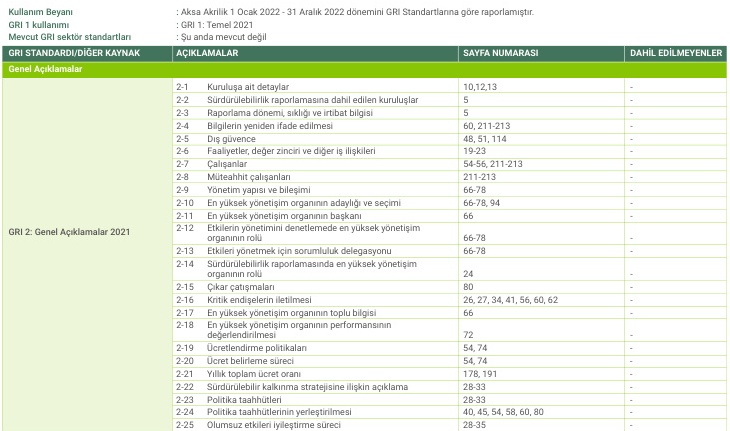 Kullanım Beyanı : Aksa Akrilik 1 Ocak 2022 - 31 Aralık 2022 dönemini GRI Standartlarına göre raporlamıştır.
GRI 1 kullanımı : GRI 1: Temel 2021
Mevcut GRI sektör standartları : Şu anda mevcut değil
GRI STANDARDI/DİĞER KAYNAK AÇIKLAMALAR SAYFA NUMARASI DAHİL EDİLMEYENLER
Genel Açıklamalar
2-1 Kuruluşa ait detaylar 10,12,13 -
2-2 Sürdürülebilirlik raporlamasına dahil edilen kuruluşlar 5 -
2-3 Raporlama dönemi, sıklığı ve irtibat bilgisi 5 -
2-4 Bilgilerin yeniden ifade edilmesi 60, 211-213 -
2-5 Dış güvence 48, 51, 114 -
2-6 Faaliyetler, değer zinciri ve diğer iş ilişkileri 19-23 -
2-7 Çalışanlar 54-56, 211-213 -
2-8 Müteahhit çalışanları 211-213 -
2-9 Yönetim yapısı ve bileşimi 66-78 -
2-10 En yüksek yönetişim organının adaylığı ve seçimi 66-78, 94 -
2-11 En yüksek yönetişim organının başkanı 66 -
GRI 2: Genel Açıklamalar 2021
2-12 Etkilerin yönetimini denetlemede en yüksek yönetişim
organının rolü 66-78 -
2-13 Etkileri yönetmek için sorumluluk delegasyonu 66-78 -
2-14 Sürdürülebilirlik raporlamasında en yüksek yönetişim
organının rolü 24 -
2-15 Çıkar çatışmaları 80 -
2-16 Kritik endişelerin iletilmesi 26, 27, 34, 41, 56, 60, 62 -
2-17 En yüksek yönetişim organının toplu bilgisi 66 -
2-18 En yüksek yönetişim organının performansının
değerlendirilmesi 72 -
2-19 Ücretlendirme politikaları 54, 74 -
2-20 Ücret belirleme süreci 54, 74 -
2-21 Yıllık toplam ücret oranı 178, 191 -
2-22 Sürdürülebilir kalkınma stratejisine ilişkin açıklama 28-33 -
2-23 Politika taahhütleri 28-33 -
2-24 Politika taahhütlerinin yerleştirilmesi 40, 45, 54, 58, 60, 80 -
2-25 Olumsuz etkileri iyileştirme süreci 28-35 -